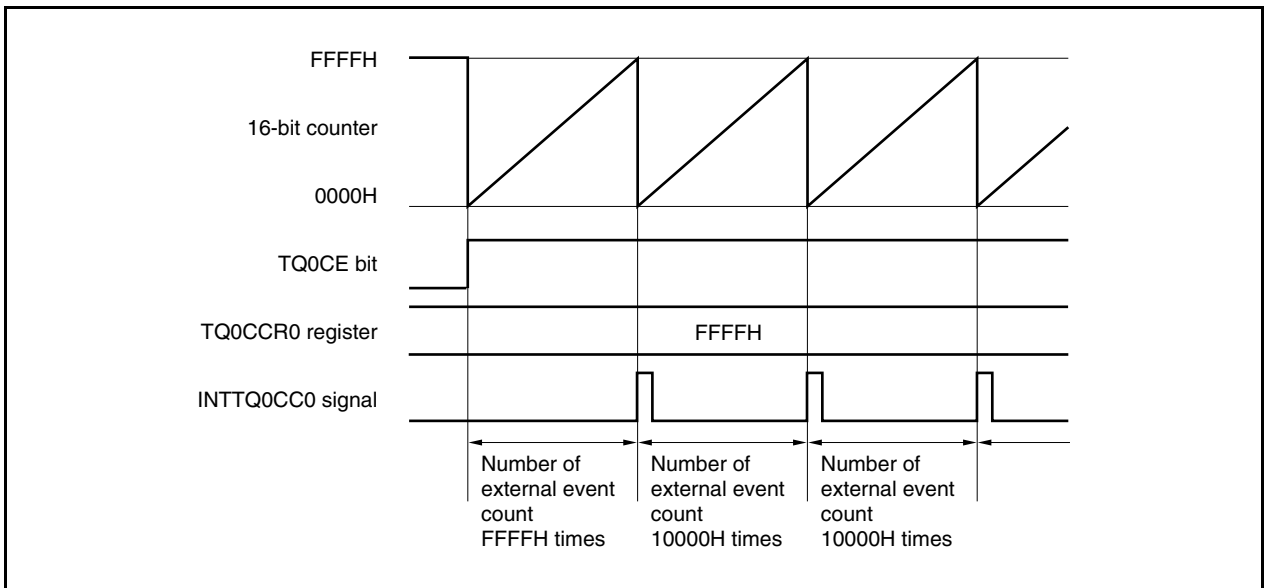 FFFFH
16-bit counter
0000H
TQ0CE bit
TQ0CCR0 register
FFFFH
INTTQ0CC0 signal
Number of
external event
count
FFFFH times
Number of
external event
count
10000H times
Number of
external event
count
10000H times